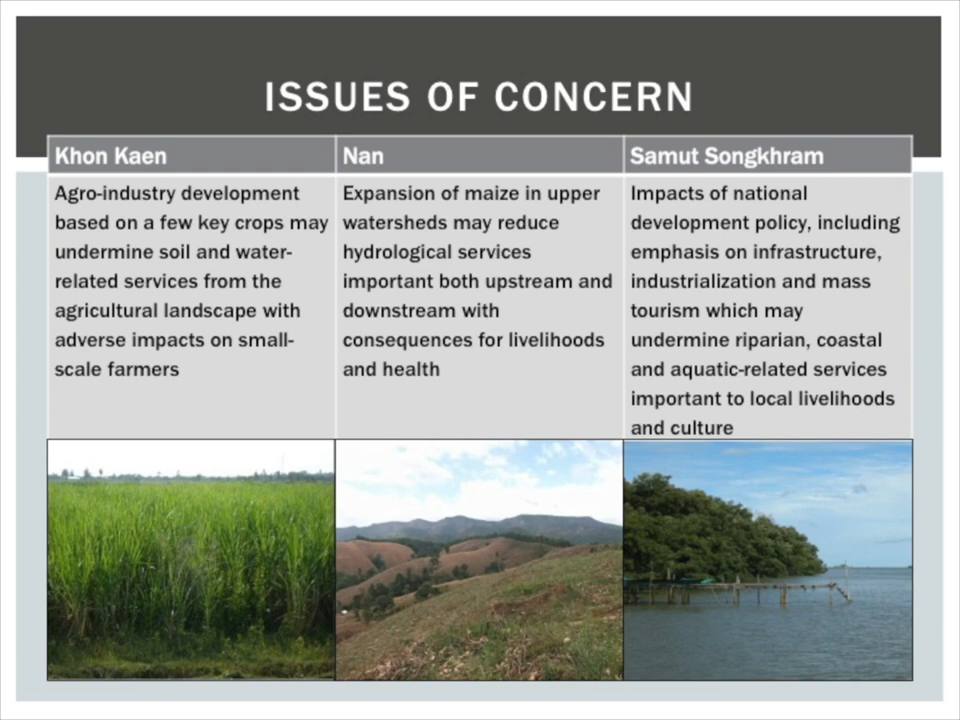 ISSUES OF CONCERN
Khon Kaen
Agro-industry development
based on a few key crops may
undermine soil and water-
related services from the
agricultural landscape with
adverse impacts on small-
scale farmers
Nan
Expansion of maize in upper
watersheds may reduce
hydrological services
important both upstream and
downstream with
consequences for livelihoods
and health
Samut Songkhram
Impacts of national
development policy, including
emphasis on infrastructure,
industrialization and mass
tourism which may
undermine riparian, coastal
and aquatic-related services
important to local livelihoods
and culture